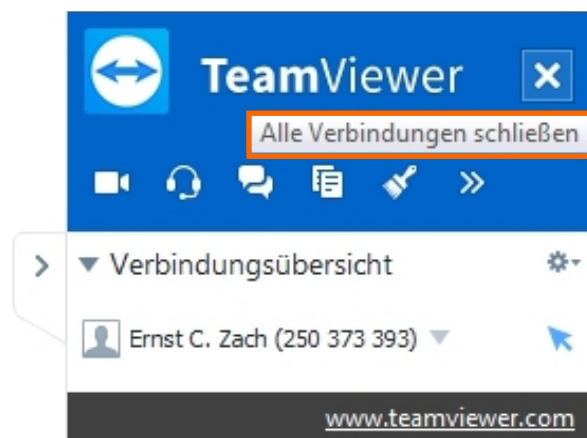 TeamViewer
Alle Verbindungen schließen
Verbindungsübersicht
Ernst C. Zach (250 373 393)
www.teamviewer.com